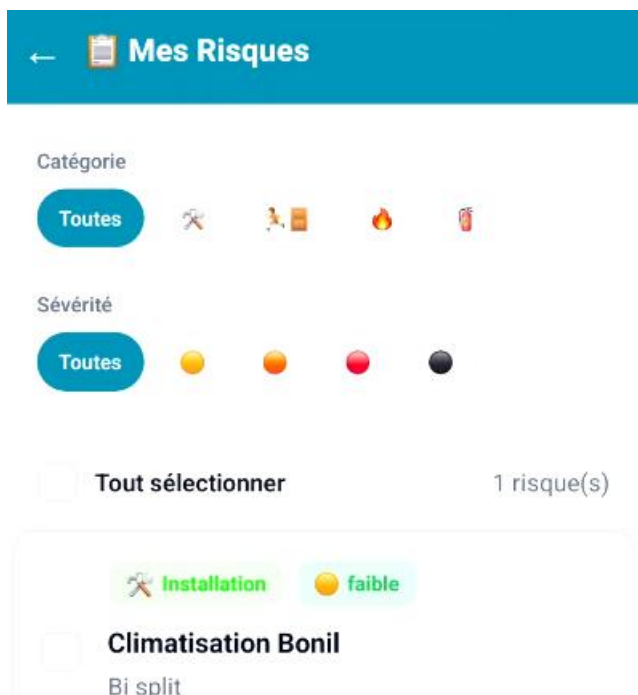 ← 📋 Mes Risques
Catégorie
Toutes
Sévérité
Toutes
Tout sélectionner 1 risque(s)
Installation faible
Climatisation Bonil
Bi split